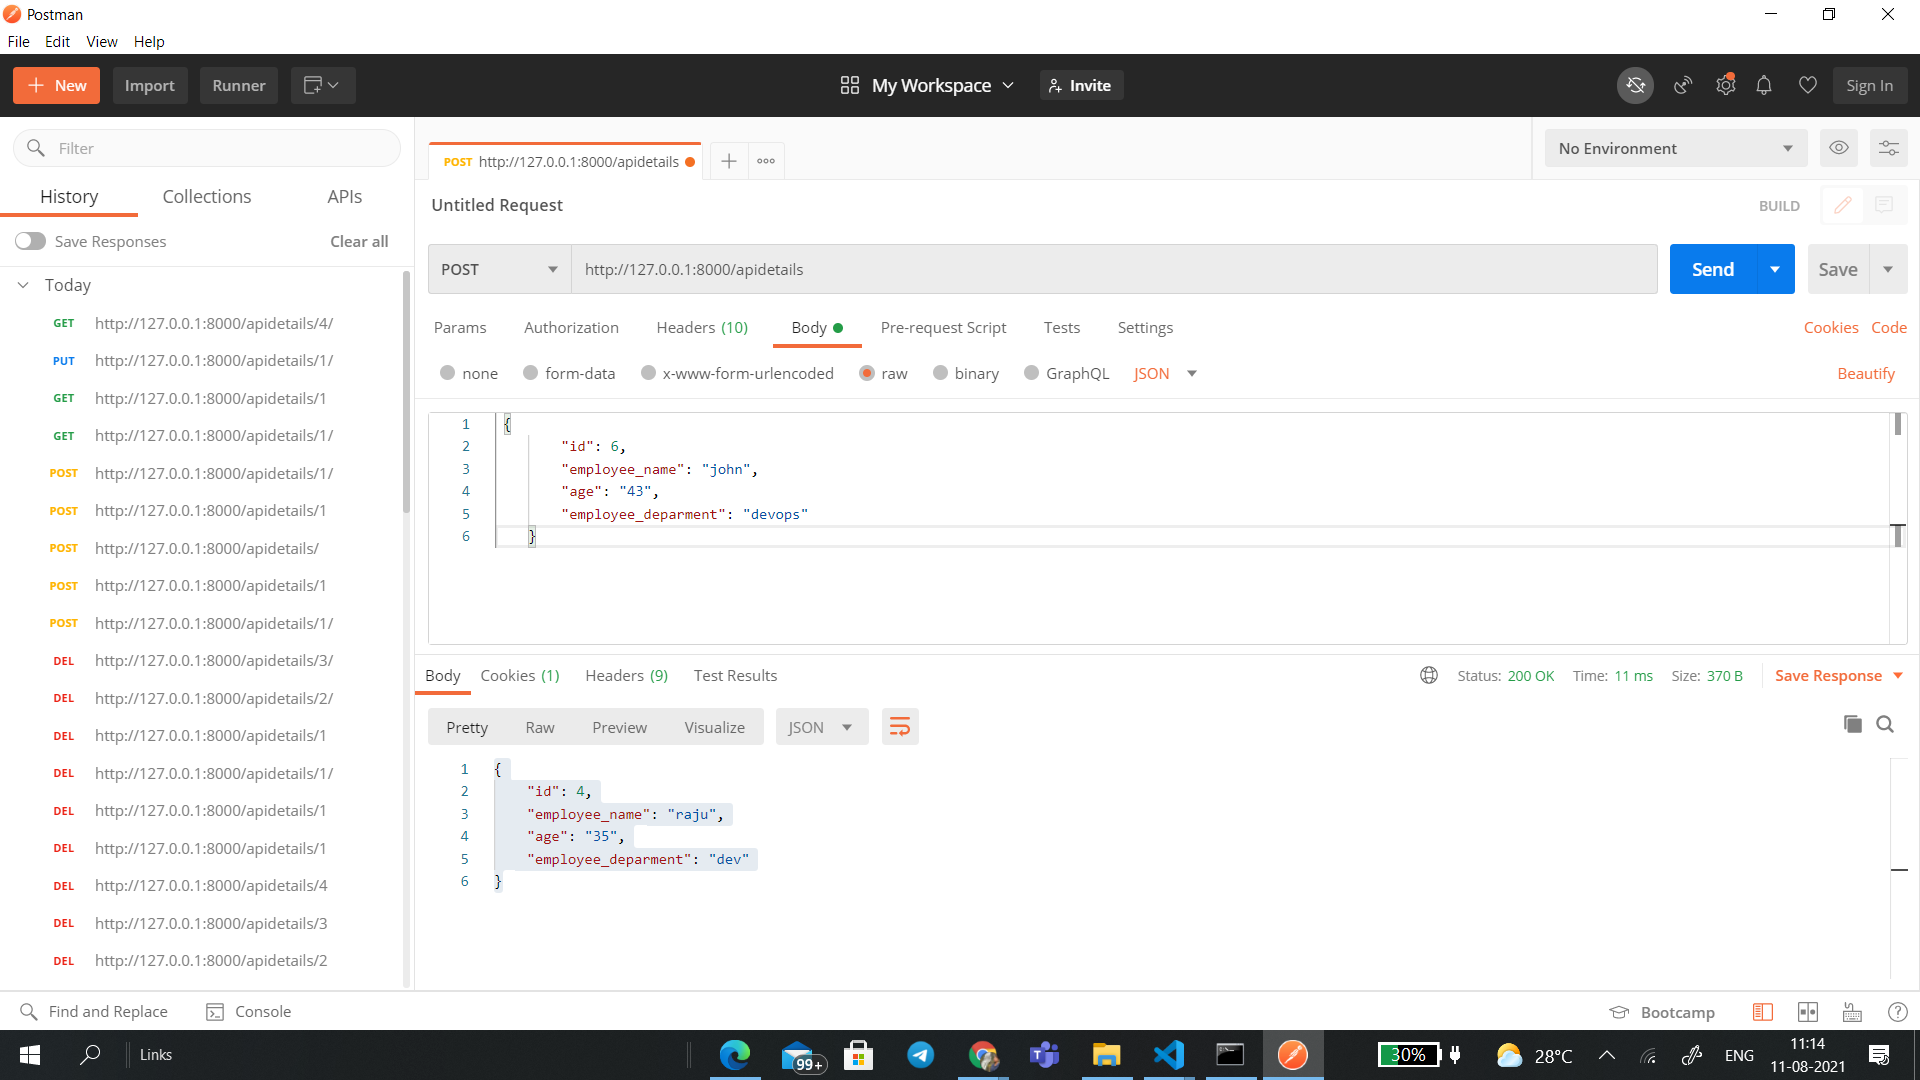 Postman
File Edit View Help
New Import Runner My Workspace Invite Sign In
Filter
History Collections APIs
Save Responses Clear all
Today
GET http://127.0.0.1:8000/apidetails/4/
PUT http://127.0.0.1:8000/apidetails/1/
GET http://127.0.0.1:8000/apidetails/1
GET http://127.0.0.1:8000/apidetails/1/
POST http://127.0.0.1:8000/apidetails/1/
POST http://127.0.0.1:8000/apidetails/1
POST http://127.0.0.1:8000/apidetails/
POST http://127.0.0.1:8000/apidetails/1
POST http://127.0.0.1:8000/apidetails/1/
DEL http://127.0.0.1:8000/apidetails/3/
DEL http://127.0.0.1:8000/apidetails/2/
DEL http://127.0.0.1:8000/apidetails/1
DEL http://127.0.0.1:8000/apidetails/1/
DEL http://127.0.0.1:8000/apidetails/1
DEL http://127.0.0.1:8000/apidetails/1
DEL http://127.0.0.1:8000/apidetails/4
DEL http://127.0.0.1:8000/apidetails/3
DEL http://127.0.0.1:8000/apidetails/2
POST http://127.0.0.1:8000/apidetails No Environment
Untitled Request BUILD
POST http://127.0.0.1:8000/apidetails Send Save
Params Authorization Headers (10) Body Pre-request Script Tests Settings Cookies Code
none form-data x-www-form-urlencoded raw binary GraphQL JSON Beautify
1 {
2 "id": 6,
3 "employee_name": "john",
4 "age": "43",
5 "employee_deparment": "devops"
6 }
Body Cookies (1) Headers (9) Test Results Status: 200 OK Time: 11 ms Size: 370 B Save Response
Pretty Raw Preview Visualize JSON
1 {
2 "id": 4,
3 "employee_name": "raju",
4 "age": "35",
5 "employee_deparment": "dev"
6 }
Find and Replace Console Bootcamp
Links 99+ 30% 28°C ENG 11:14
11-08-2021